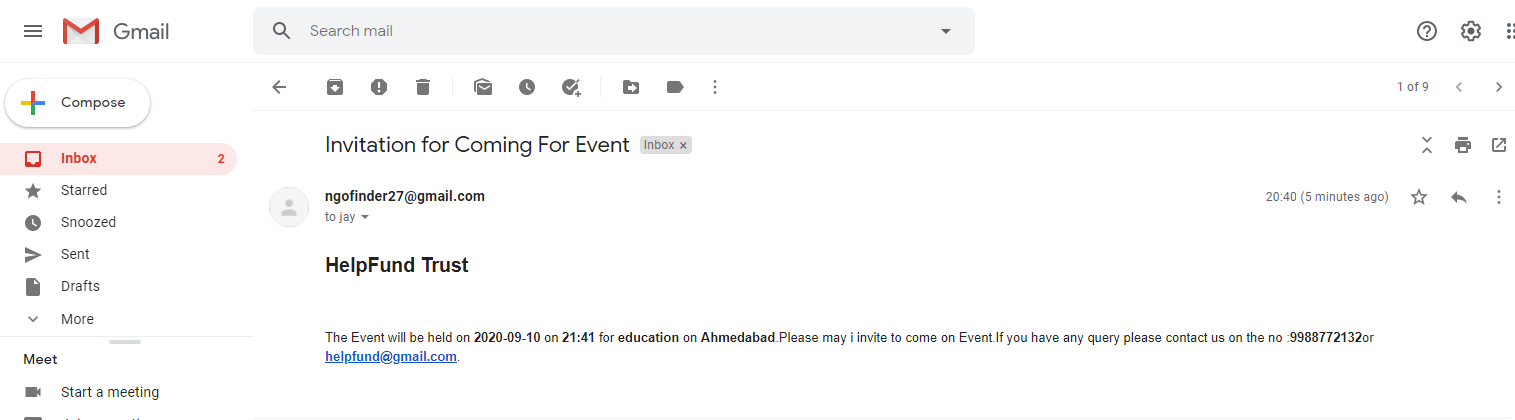 Gmail
Search mail
Compose
1 of 9
Invitation for Coming For Event Inbox ×
Inbox 2
Starred
Snoozed
Sent
Drafts
More
Meet
Start a meeting
ngofinder27@gmail.com 20:40 (5 minutes ago)
to jay
HelpFund Trust
The Event will be held on 2020-09-10 on 21:41 for education on Ahmedabad.Please may i invite to come on Event.If you have any query please contact us on the no :9988772132or
helpfund@gmail.com.